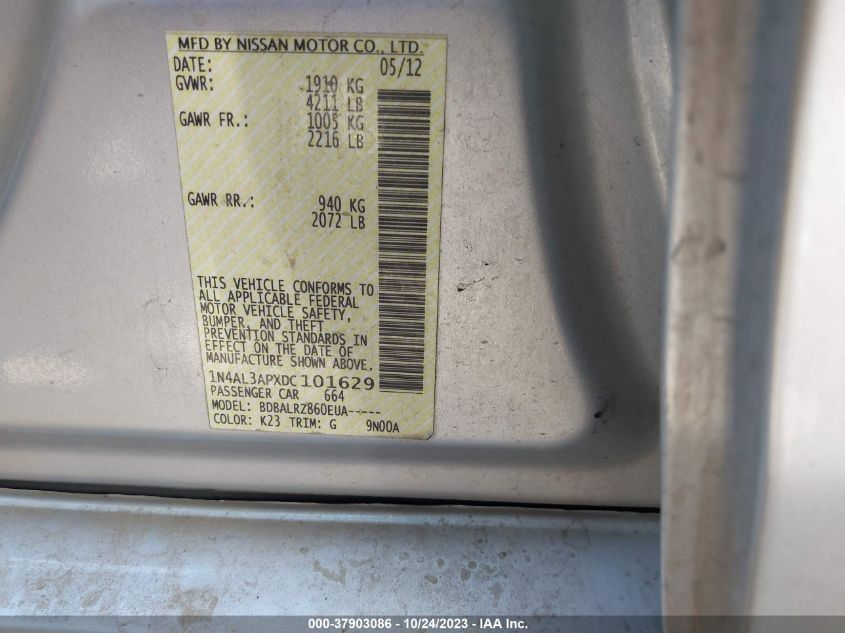 MFD BY NISSAN MOTOR CO., LTD.
DATE: 05/12
GVWR: 1910 KG
4211 LB
GAWR FR.: 1005 KG
2216 LB
GAWR RR.: 940 KG
2072 LB
THIS VEHICLE CONFORMS TO
ALL APPLICABLE FEDERAL
MOTOR VEHICLE SAFETY,
BUMPER, AND THEFT
PREVENTION STANDARDS IN
EFFECT ON THE DATE OF
MANUFACTURE SHOWN ABOVE.
1N4AL3APXDC101629
PASSENGER CAR 664
MODEL: BDBALRZ860EUA-----
COLOR: K23 TRIM: G 9N00A
000-37903086 - 10/24/2023 - IAA Inc.